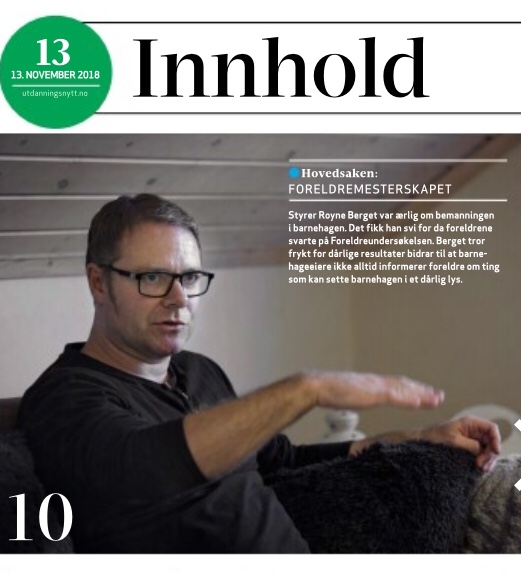 13
13. NOVEMBER 2018
utdanningsnytt.no
Innhold
Hovedsaken:
FORELDREMESTERSKAPET
Styrer Royne Berget var ærlig om bemanningen
i barnehagen. Det fikk han svi for da foreldrene
svarte på Foreldreundersøkelsen. Berget tror
frykt for dårlige resultater bidrar til at barne-
hageeiere ikke alltid informerer foreldre om ting
som kan sette barnehagen i et dårlig lys.
10